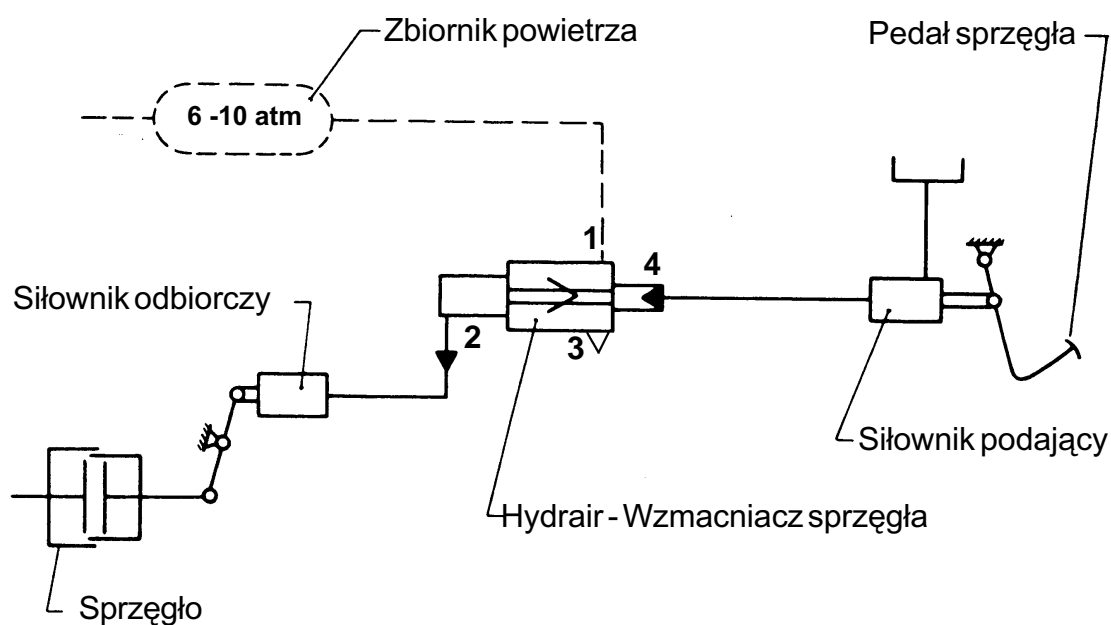 Zbiornik powietrza
Pedał sprzęgła
6 -10 atm
1
4
Siłownik odbiorczy
2
3
Siłownik podający
Hydrair - Wzmacniacz sprzęgła
Sprzęgło